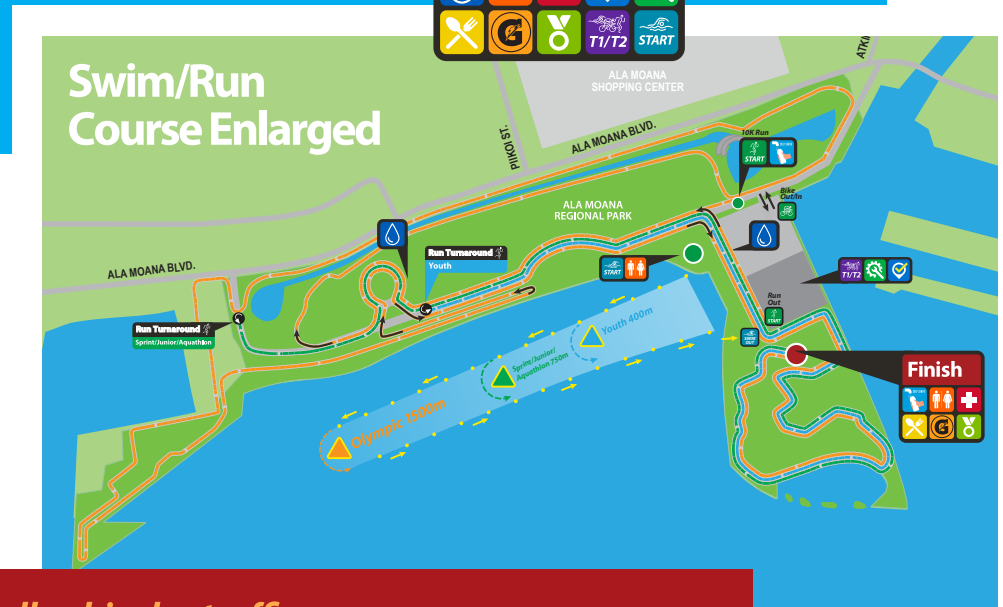 T1/T2
START
Swim/Run
Course Enlarged
ALA MOANA
SHOPPING CENTER
PIIKOI ST.
ALA MOANA BLVD.
10K Run
START
Bike
Out/In
ALA MOANA
REGIONAL PARK
Run Turnaround
Youth
START
ALA MOANA BLVD.
T1/T2
Run
Out
START
Run Turnaround
Sprint/Junior/Aquathlon
Youth 400m
SWIM
OUT
Sprint/Junior/
Aquathlon 750m
Finish
Olympic 1500m